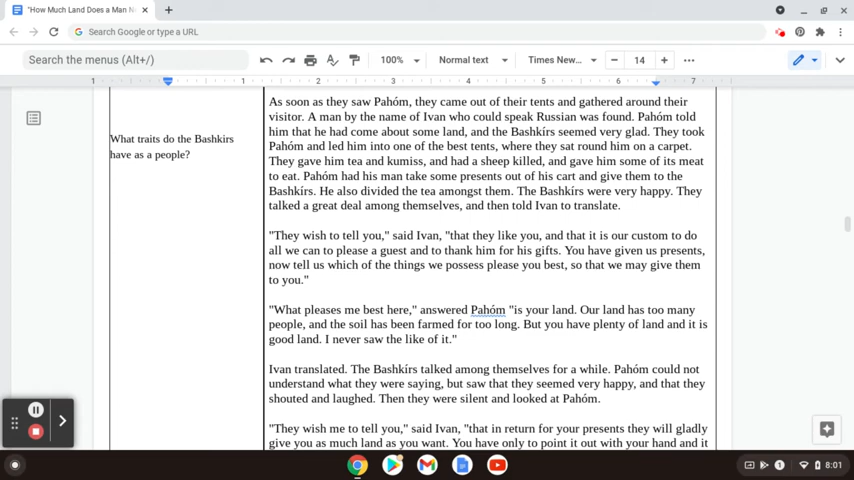 "How Much Land Does a Man N
Search Google or type a URL
Search the menus (Alt+/)
100%
Normal text
Times New...
14
1 1 2 3 4 5 6 7
As soon as they saw Pahóm, they came out of their tents and gathered around their
visitor. A man by the name of Ivan who could speak Russian was found. Pahóm told
him that he had come about some land, and the Bashkírs seemed very glad. They took
Pahóm and led him into one of the best tents, where they sat round him on a carpet.
They gave him tea and kumiss, and had a sheep killed, and gave him some of its meat
to eat. Pahóm had his man take some presents out of his cart and give them to the
Bashkírs. He also divided the tea amongst them. The Bashkírs were very happy. They
talked a great deal among themselves, and then told Ivan to translate.
What traits do the Bashkirs
have as a people?
"They wish to tell you," said Ivan, "that they like you, and that it is our custom to do
all we can to please a guest and to thank him for his gifts. You have given us presents,
now tell us which of the things we possess please you best, so that we may give them
to you."
"What pleases me best here," answered Pahóm "is your land. Our land has too many
people, and the soil has been farmed for too long. But you have plenty of land and it is
good land. I never saw the like of it."
Ivan translated. The Bashkírs talked among themselves for a while. Pahóm could not
understand what they were saying, but saw that they seemed very happy, and that they
shouted and laughed. Then they were silent and looked at Pahóm.
"They wish me to tell you," said Ivan, "that in return for your presents they will gladly
give you as much land as you want. You have only to point it out with your hand and it
1
8:01